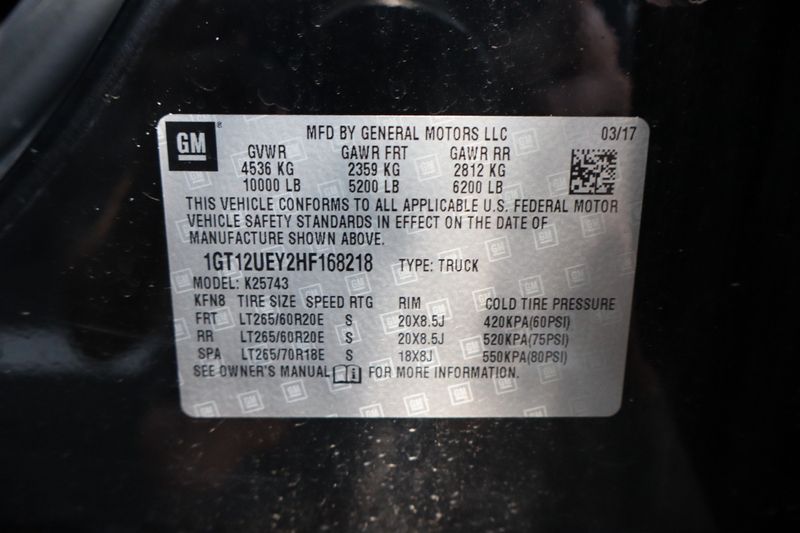 GM ® MFD BY GENERAL MOTORS LLC 03/17
GVWR GAWR FRT GAWR RR
4536 KG 2359 KG 2812 KG
10000 LB 5200 LB 6200 LB
THIS VEHICLE CONFORMS TO ALL APPLICABLE U.S. FEDERAL MOTOR
VEHICLE SAFETY STANDARDS IN EFFECT ON THE DATE OF
MANUFACTURE SHOWN ABOVE.
1GT12UEY2HF168218 TYPE: TRUCK
MODEL: K25743
KFN8 TIRE SIZE SPEED RTG RIM COLD TIRE PRESSURE
FRT LT265/60R20E S 20X8.5J 420KPA(60PSI)
RR LT265/60R20E S 20X8.5J 520KPA(75PSI)
SPA LT265/70R18E S 18X8J 550KPA(80PSI)
SEE OWNER'S MANUAL i FOR MORE INFORMATION.